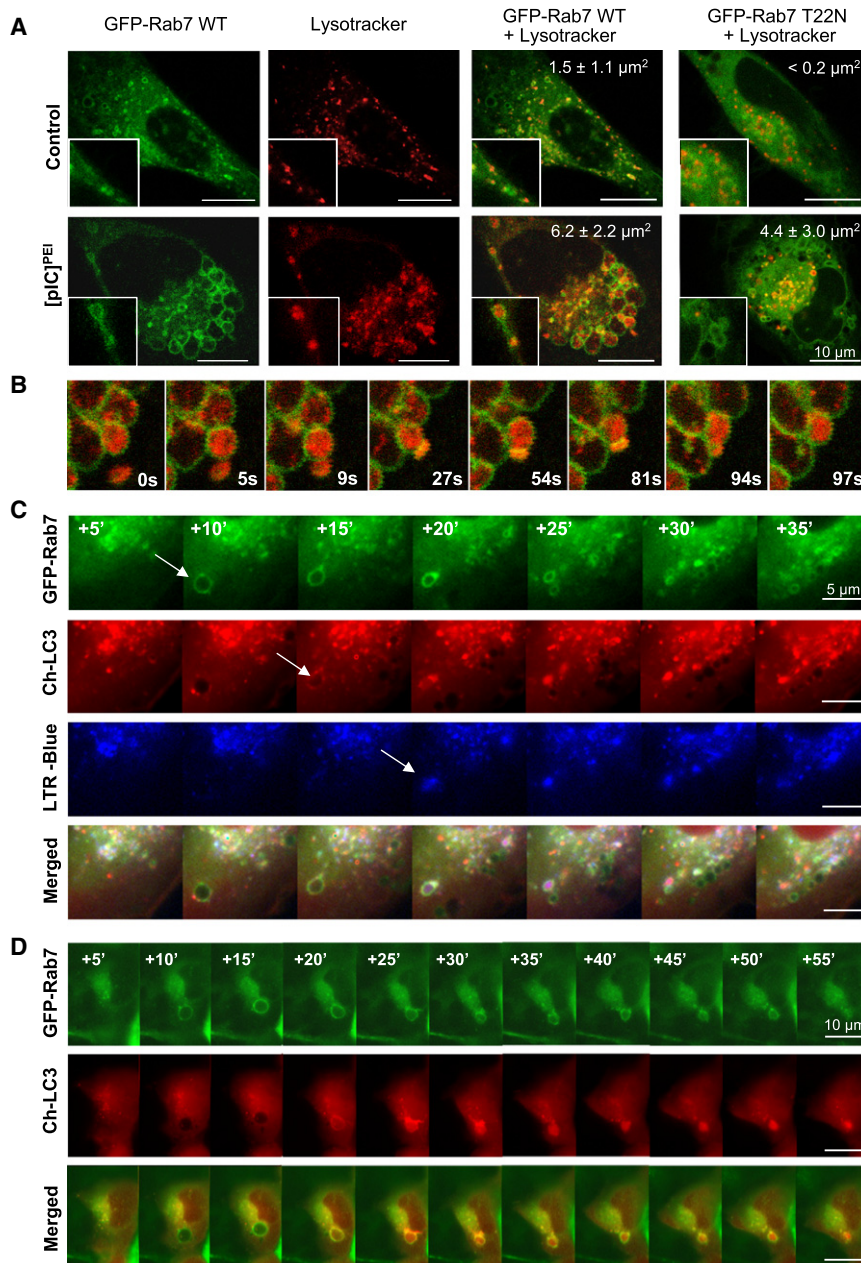 A
GFP-Rab7 WT
Lysotracker
GFP-Rab7 WT
+ Lysotracker
GFP-Rab7 T22N
+ Lysotracker
Control
1.5 ± 1.1 µm²
< 0.2 µm²
[pIC]ᴾᴱᴵ
6.2 ± 2.2 µm²
4.4 ± 3.0 µm²
10 µm
B
0s
5s
9s
27s
54s
81s
94s
97s
C
GFP-Rab7
+5'
+10'
+15'
+20'
+25'
+30'
+35'
5 µm
Ch-LC3
LTR -Blue
Merged
D
GFP-Rab7
+5'
+10'
+15'
+20'
+25'
+30'
+35'
+40'
+45'
+50'
+55'
10 µm
Ch-LC3
Merged